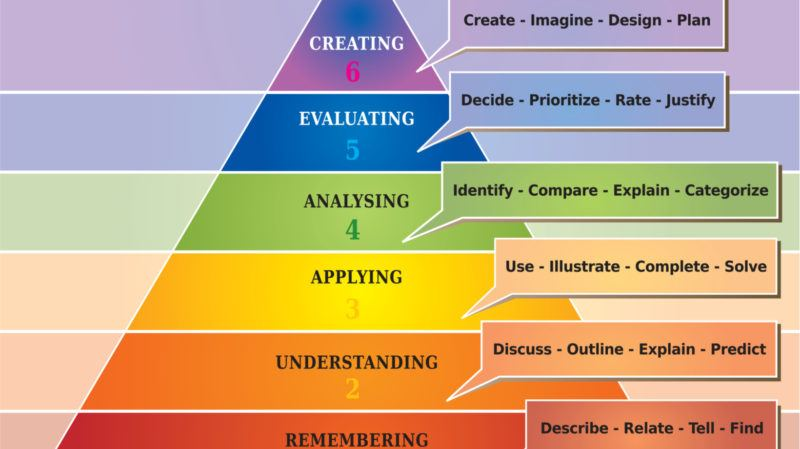 CREATING
6
Create - Imagine - Design - Plan
EVALUATING
5
Decide - Prioritize - Rate - Justify
ANALYSING
4
Identify - Compare - Explain - Categorize
APPLYING
3
Use - Illustrate - Complete - Solve
UNDERSTANDING
2
Discuss - Outline - Explain - Predict
REMEMBERING
Describe - Relate - Tell - Find